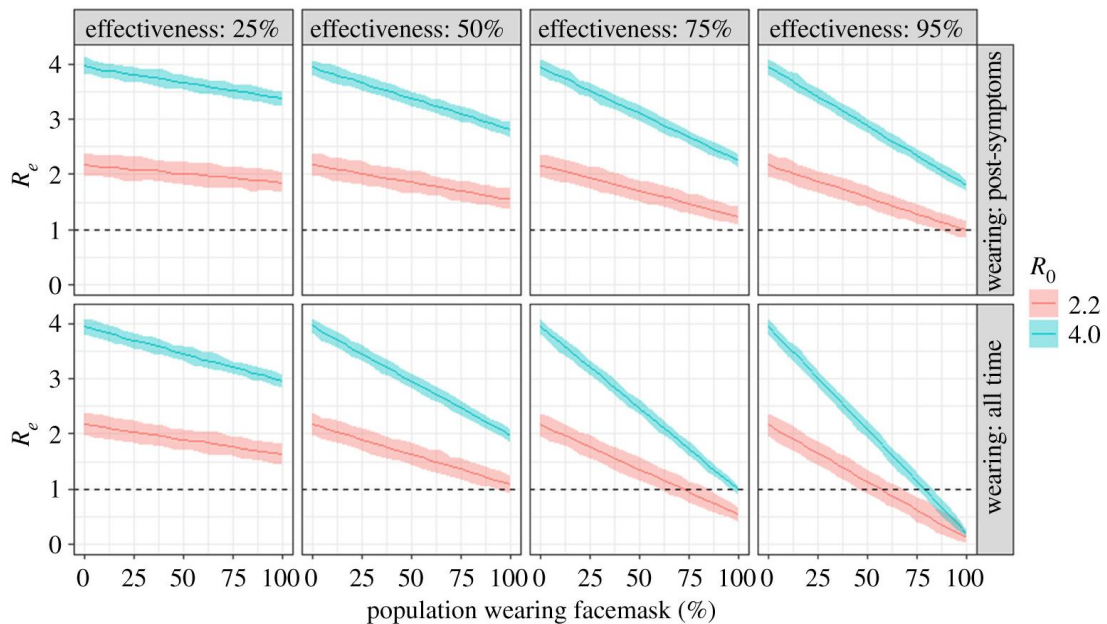 effectiveness: 25% effectiveness: 50% effectiveness: 75% effectiveness: 95%
4
3
2
1
0
R_e
wearing: post-symptoms
4
3
2
1
0
R_e
wearing: all time
0 25 50 75 100 0 25 50 75 100 0 25 50 75 100 0 25 50 75 100
population wearing facemask (%)
R_0
2.2
4.0